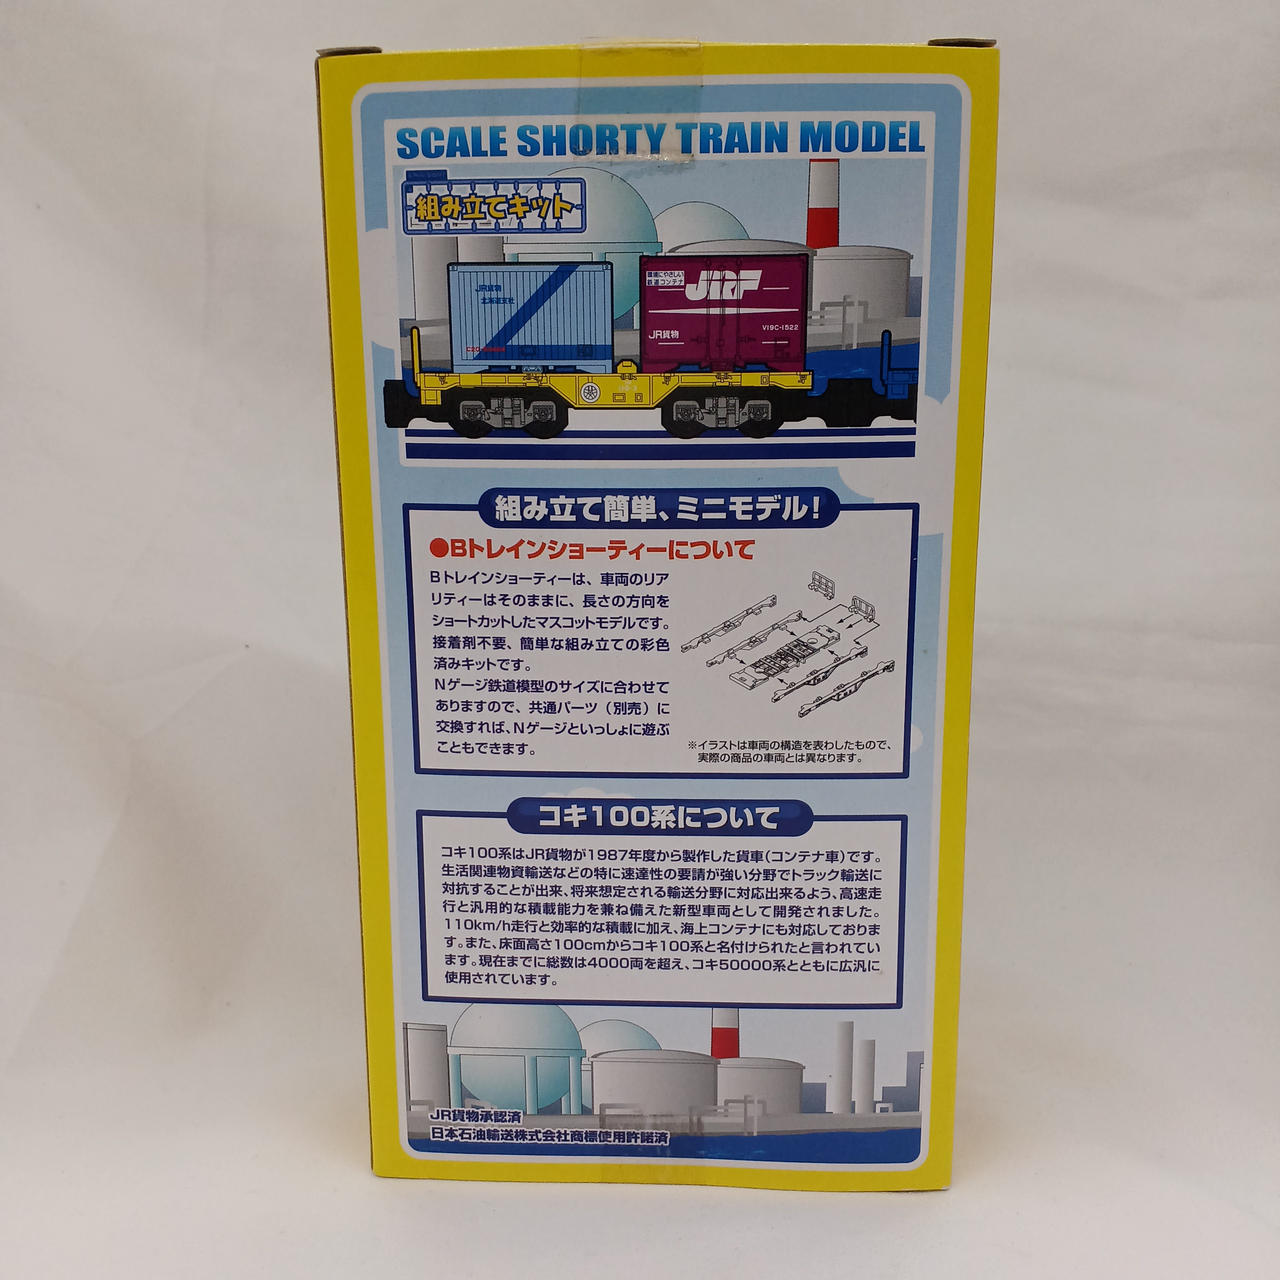 SCALE SHORTY TRAIN MODEL
組み立てキット
JR貨物
北海道支社
環境にやさしい
鉄道コンテナ
JRF
JR貨物
V19C-1522
組み立て簡単、ミニモデル!
●Bトレインショーティーについて
Bトレインショーティーは、車両のリア
リティーはそのままに、長さの方向を
ショートカットしたマスコットモデルです。
接着剤不要、簡単な組み立ての彩色
済みキットです。
Nゲージ鉄道模型のサイズに合わせて
ありますので、共通パーツ(別売)に
交換すれば、Nゲージといっしょに遊ぶ
こともできます。
※イラストは車両の構造を表わしたもので、
実際の商品の車両とは異なります。
コキ100系について
コキ100系はJR貨物が1987年度から製作した貨車(コンテナ車)です。
生活関連物資輸送などの特に速達性の要請が強い分野でトラック輸送に
対抗することが出来、将来想定される輸送分野に対応出来るよう、高速走
行と汎用的な積載能力を兼ね備えた新型車両として開発されました。
110km/h走行と効率的な積載に加え、海上コンテナにも対応しておりま
す。また、床面高さ100cmからコキ100系と名付けられたと言われてい
ます。現在までに総数は4000両を超え、コキ50000系とともに広汎に
使用されています。
JR貨物承認済
日本石油輸送株式会社商標使用許諾済